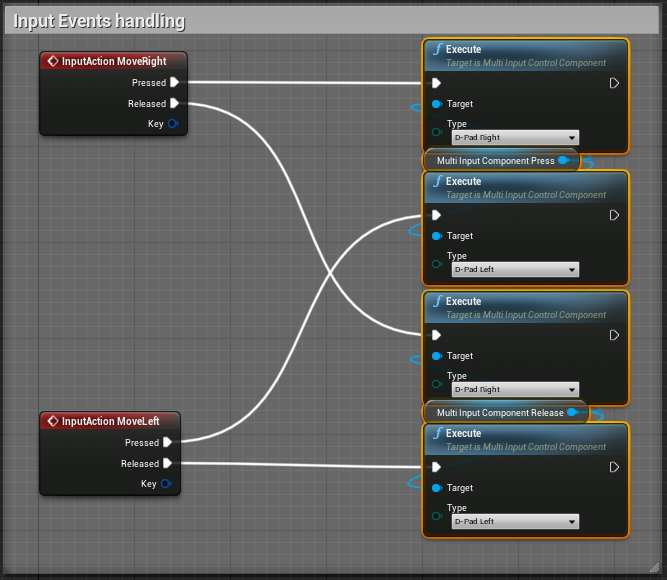 Input Events handling
InputAction MoveRight
Pressed
Released
Key
Execute
Target is Multi Input Control Component
Target
Type
D-Pad Right
Multi Input Component Press
Execute
Target is Multi Input Control Component
Target
Type
D-Pad Left
Execute
Target is Multi Input Control Component
Target
Type
D-Pad Right
Multi Input Component Release
InputAction MoveLeft
Pressed
Released
Key
Execute
Target is Multi Input Control Component
Target
Type
D-Pad Left